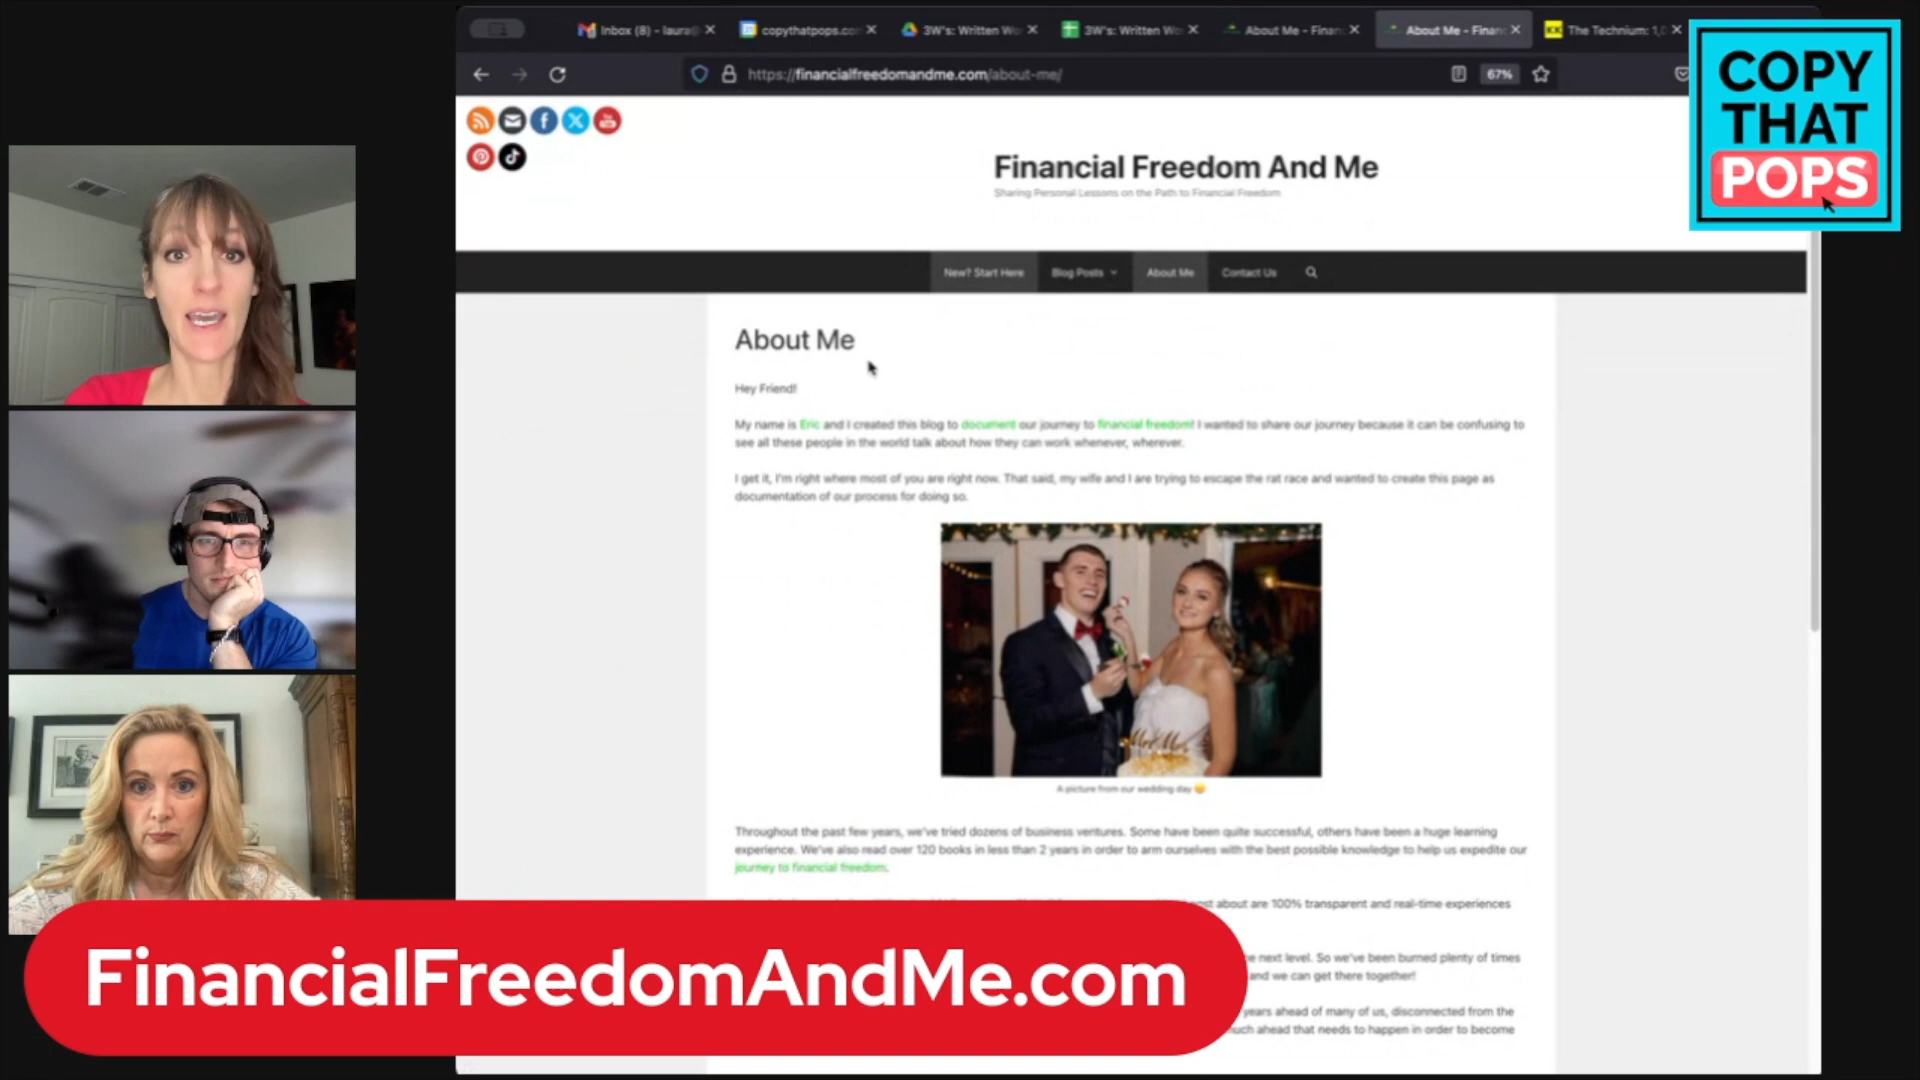 Inbox (8) - laura
copythatpops.co
3W's: Written Wo
3W's: Written Wo
About Me - Finan
About Me - Finan
The Technium: 1,0
https://financialfreedomandme.com/about-me/
67%
COPY
THAT
POPS
Financial Freedom And Me
Sharing Personal Lessons on the Path to Financial Freedom
New? Start Here
Blog Posts
About Me
Contact Us
About Me
Hey Friend!
My name is Eric and I created this blog to document our journey to financial freedom! I wanted to share our journey because it can be confusing to
see all these people in the world talk about how they can work whenever, wherever.
I get it, I'm right where most of you are right now. That said, my wife and I are trying to escape the rat race and wanted to create this page as
documentation of our process for doing so.
A picture from our wedding day
Throughout the past few years, we've tried dozens of business ventures. Some have been quite successful, others have been a huge learning
experience. We've also read over 120 books in less than 2 years in order to arm ourselves with the best possible knowledge to help us expedite our
journey to financial freedom.
post about are 100% transparent and real-time experiences
next level. So we've been burned plenty of times
and we can get there together!
years ahead of many of us, disconnected from the
much ahead that needs to happen in order to become
FinancialFreedomAndMe.com